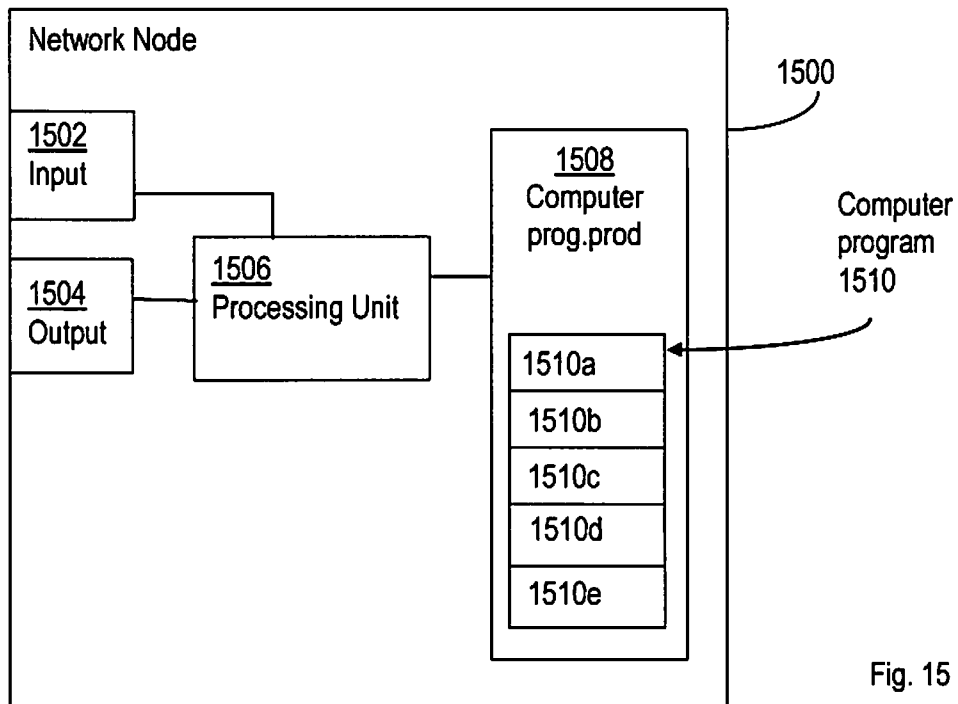 Network Node
1500
1502
Input
1504
Output
1506
Processing Unit
1508
Computer
prog.prod
Computer
program
1510
1510a
1510b
1510c
1510d
1510e
Fig. 15